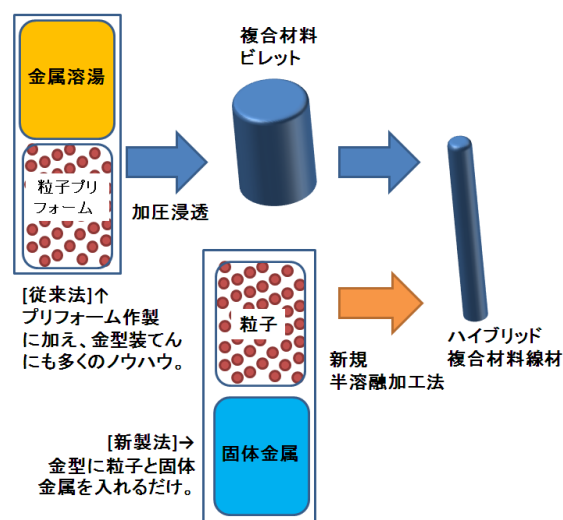 金属溶湯
粒子プリ
フォーム
加圧浸透
複合材料
ビレット
[従来法]↑
プリフォーム作製
に加え、金型装てん
にも多くのノウハウ。
粒子
新規
半溶融加工法
ハイブリッド
複合材料線材
[新製法]→
金型に粒子と固体
金属を入れるだけ。
固体金属